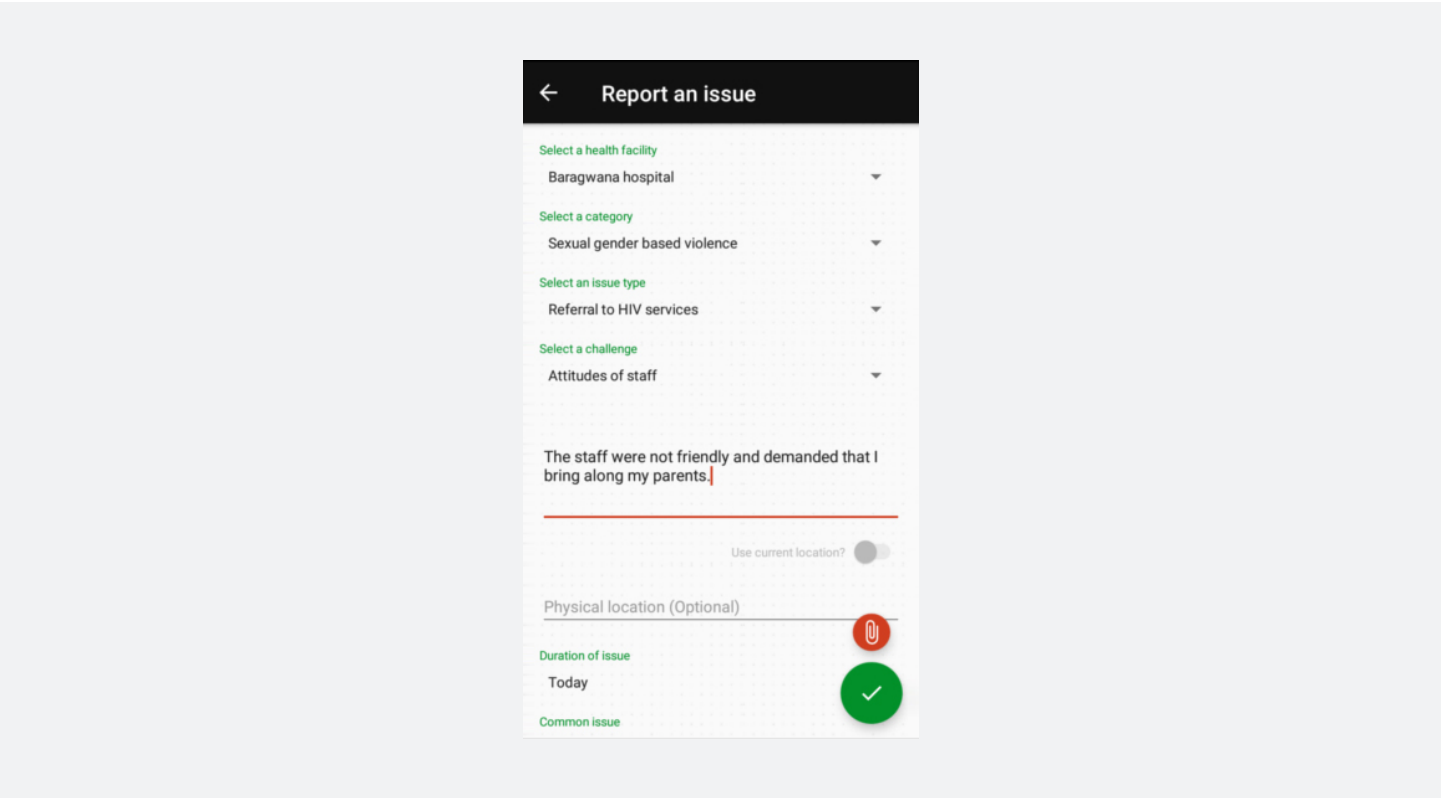 Report an issue
Select a health facility
Baragwana hospital
Select a category
Sexual gender based violence
Select an issue type
Referral to HIV services
Select a challenge
Attitudes of staff
The staff were not friendly and demanded that I
bring along my parents.
Use current location?
Physical location (Optional)
Duration of issue
Today
Common issue